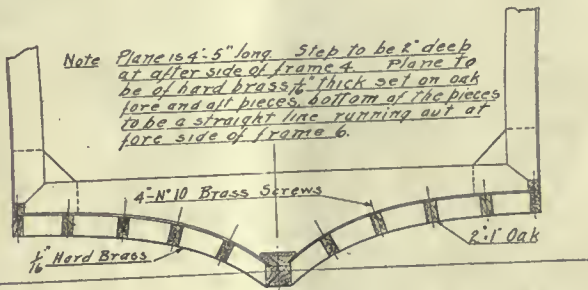 Note Plane is 4'-5" long Step to be 2" deep
at after side of frame 4. Plane to
be of hard brass 1/16" thick set on oak
fore and aft pieces, bottom of the pieces
to be a straight line running out at
fore side of frame 6.
4"-N° 10 Brass Screws
1/16" Hard Brass
2"·1" Oak